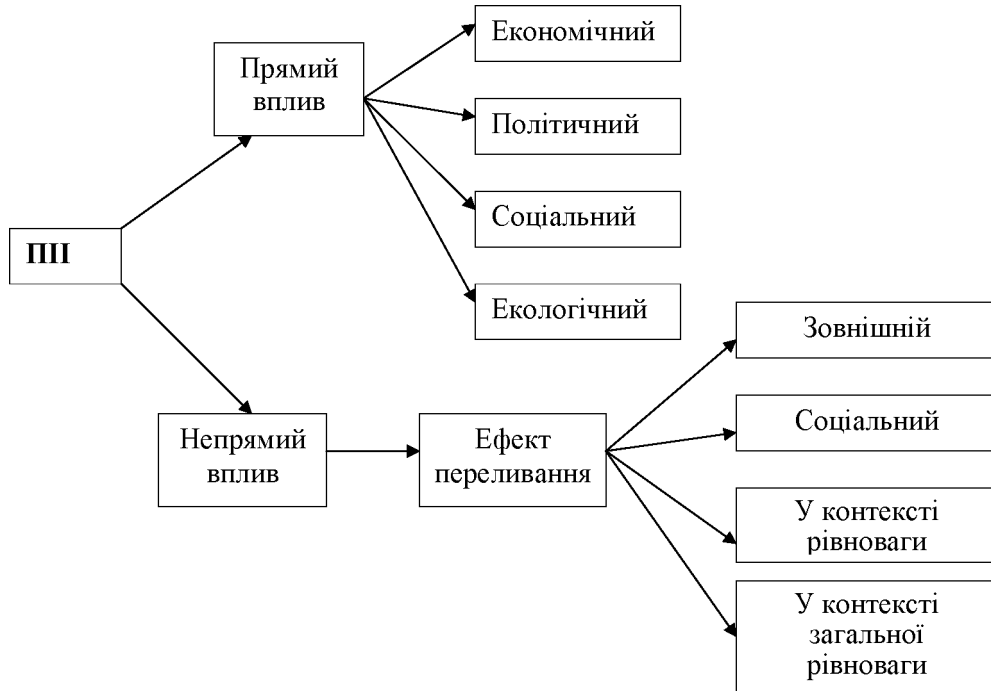 Прямий
вплив
Економічний
Політичний
Соціальний
Екологічний
ПІІ
Непрямий
вплив
Ефект
переливання
Зовнішній
Соціальний
У контексті
рівноваги
У контексті
загальної
рівноваги